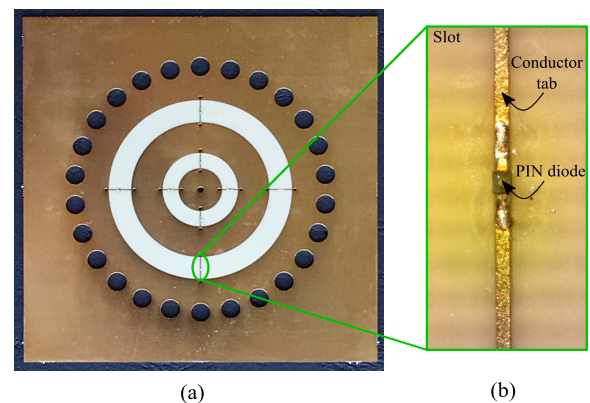 Slot
Conductor
tab
PIN diode
(a)
(b)